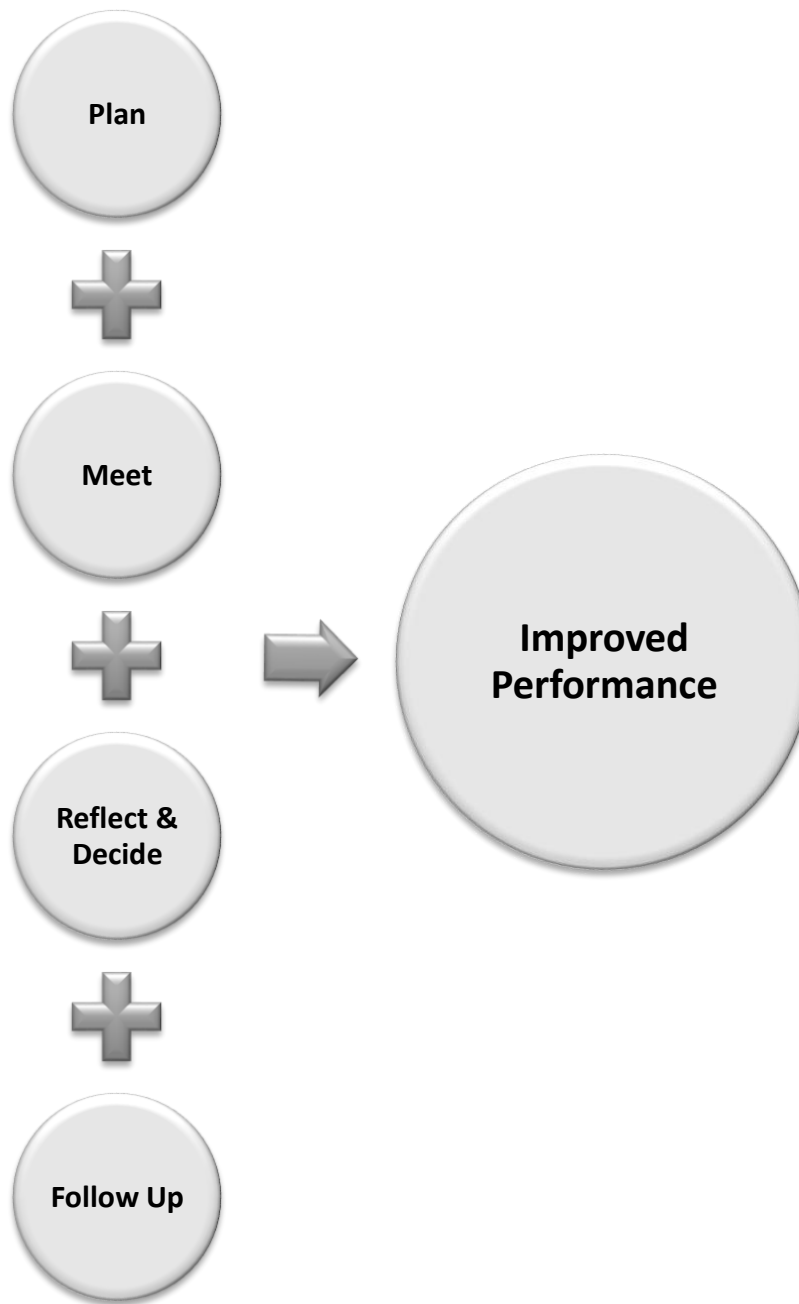 Plan
Meet
Reflect &
Decide
Follow Up
Improved
Performance